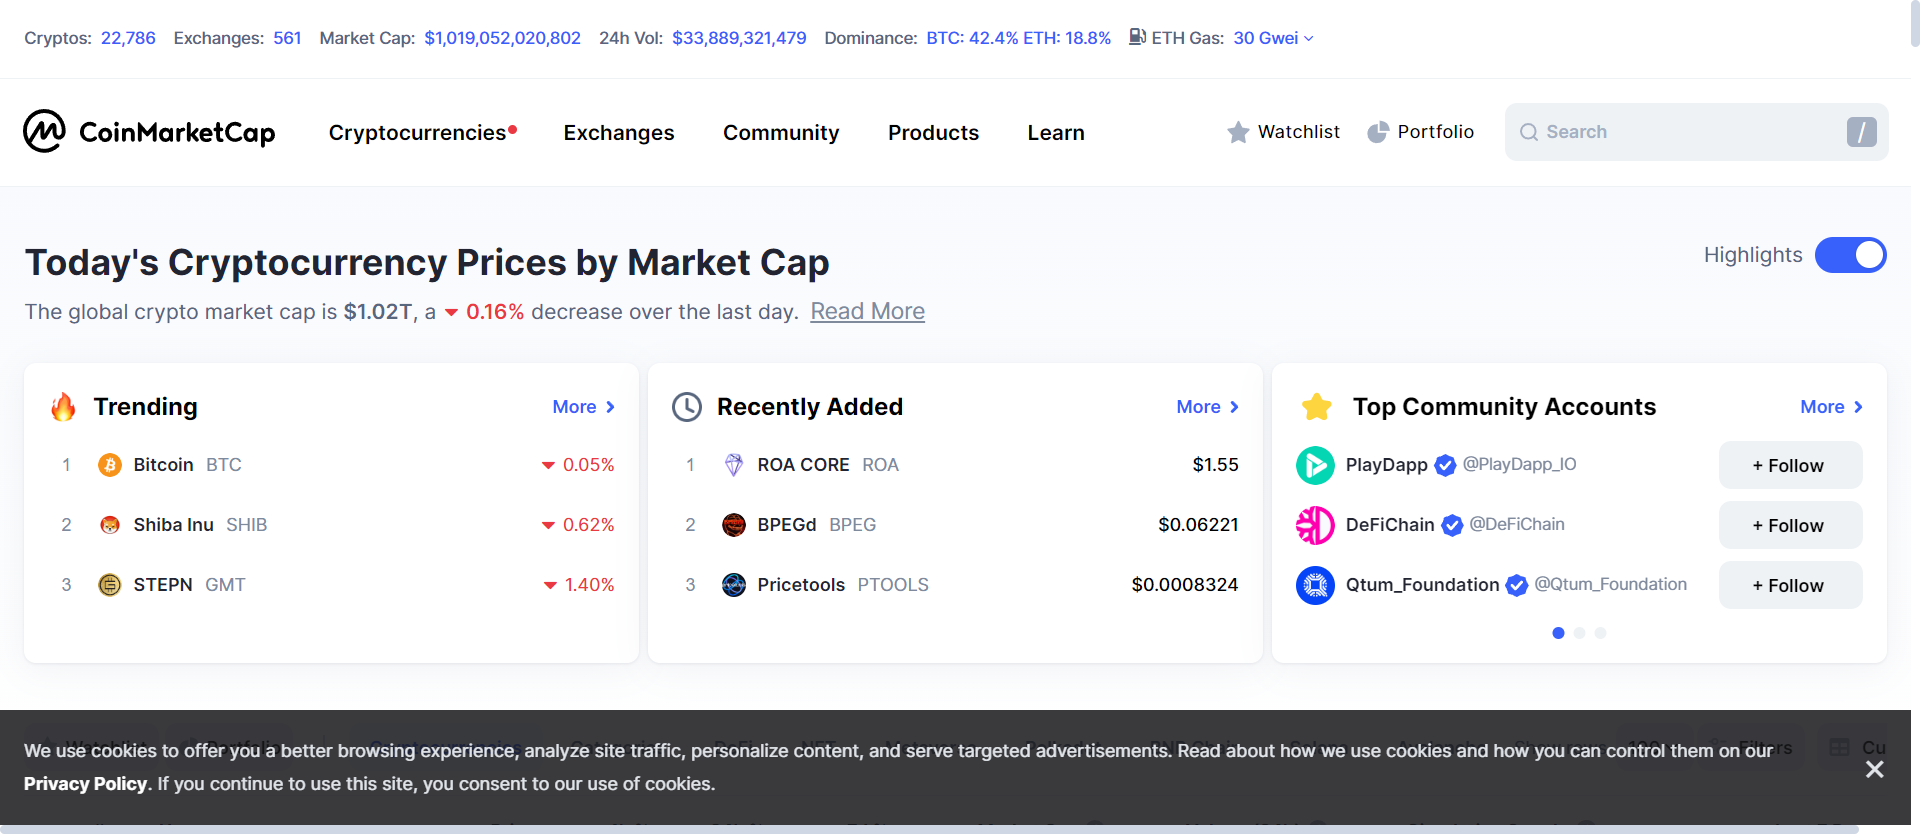 Cryptos: 22,786 Exchanges: 561 Market Cap: $1,019,052,020,802 24h Vol: $33,889,321,479 Dominance: BTC: 42.4% ETH: 18.8% ETH Gas: 30 Gwei
CoinMarketCap Cryptocurrencies Exchanges Community Products Learn Watchlist Portfolio Search /
Today's Cryptocurrency Prices by Market Cap
Highlights
The global crypto market cap is $1.02T, a 0.16% decrease over the last day. Read More
Trending More
1 Bitcoin BTC 0.05%
2 Shiba Inu SHIB 0.62%
3 STEPN GMT 1.40%
Recently Added More
1 ROA CORE ROA $1.55
2 BPEGd BPEG $0.06221
3 Pricetools PTOOLS $0.0008324
Top Community Accounts More
PlayDapp @PlayDapp_IO + Follow
DeFiChain @DeFiChain + Follow
Qtum_Foundation @Qtum_Foundation + Follow
We use cookies to offer you a better browsing experience, analyze site traffic, personalize content, and serve targeted advertisements. Read about how we use cookies and how you can control them on our
Privacy Policy. If you continue to use this site, you consent to our use of cookies.